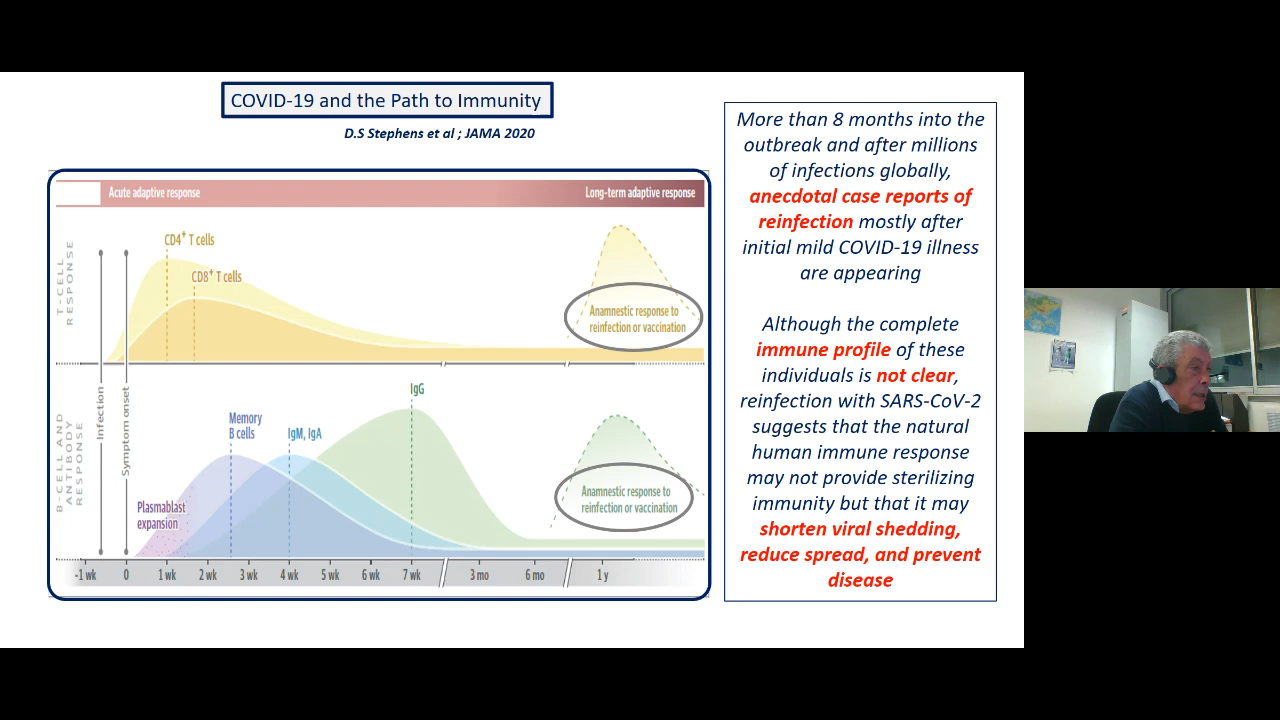 COVID-19 and the Path to Immunity
D.S Stephens et al ; JAMA 2020
Acute adaptive response
Long-term adaptive response
T-CELL
RESPONSE
CD4+ T cells
CD8+ T cells
Anamnestic response to
reinfection or vaccination
Infection
Symptom onset
B-CELL AND
ANTIBODY
RESPONSE
IgG
Memory
B cells
IgM, IgA
Plasmablast
expansion
Anamnestic response to
reinfection or vaccination
-1 wk 0 1 wk 2 wk 3 wk 4 wk 5 wk 6 wk 7 wk 3 mo 6 mo 1 y
More than 8 months into the
outbreak and after millions
of infections globally,
anecdotal case reports of
reinfection mostly after
initial mild COVID-19 illness
are appearing
Although the complete
immune profile of these
individuals is not clear,
reinfection with SARS-CoV-2
suggests that the natural
human immune response
may not provide sterilizing
immunity but that it may
shorten viral shedding,
reduce spread, and prevent
disease